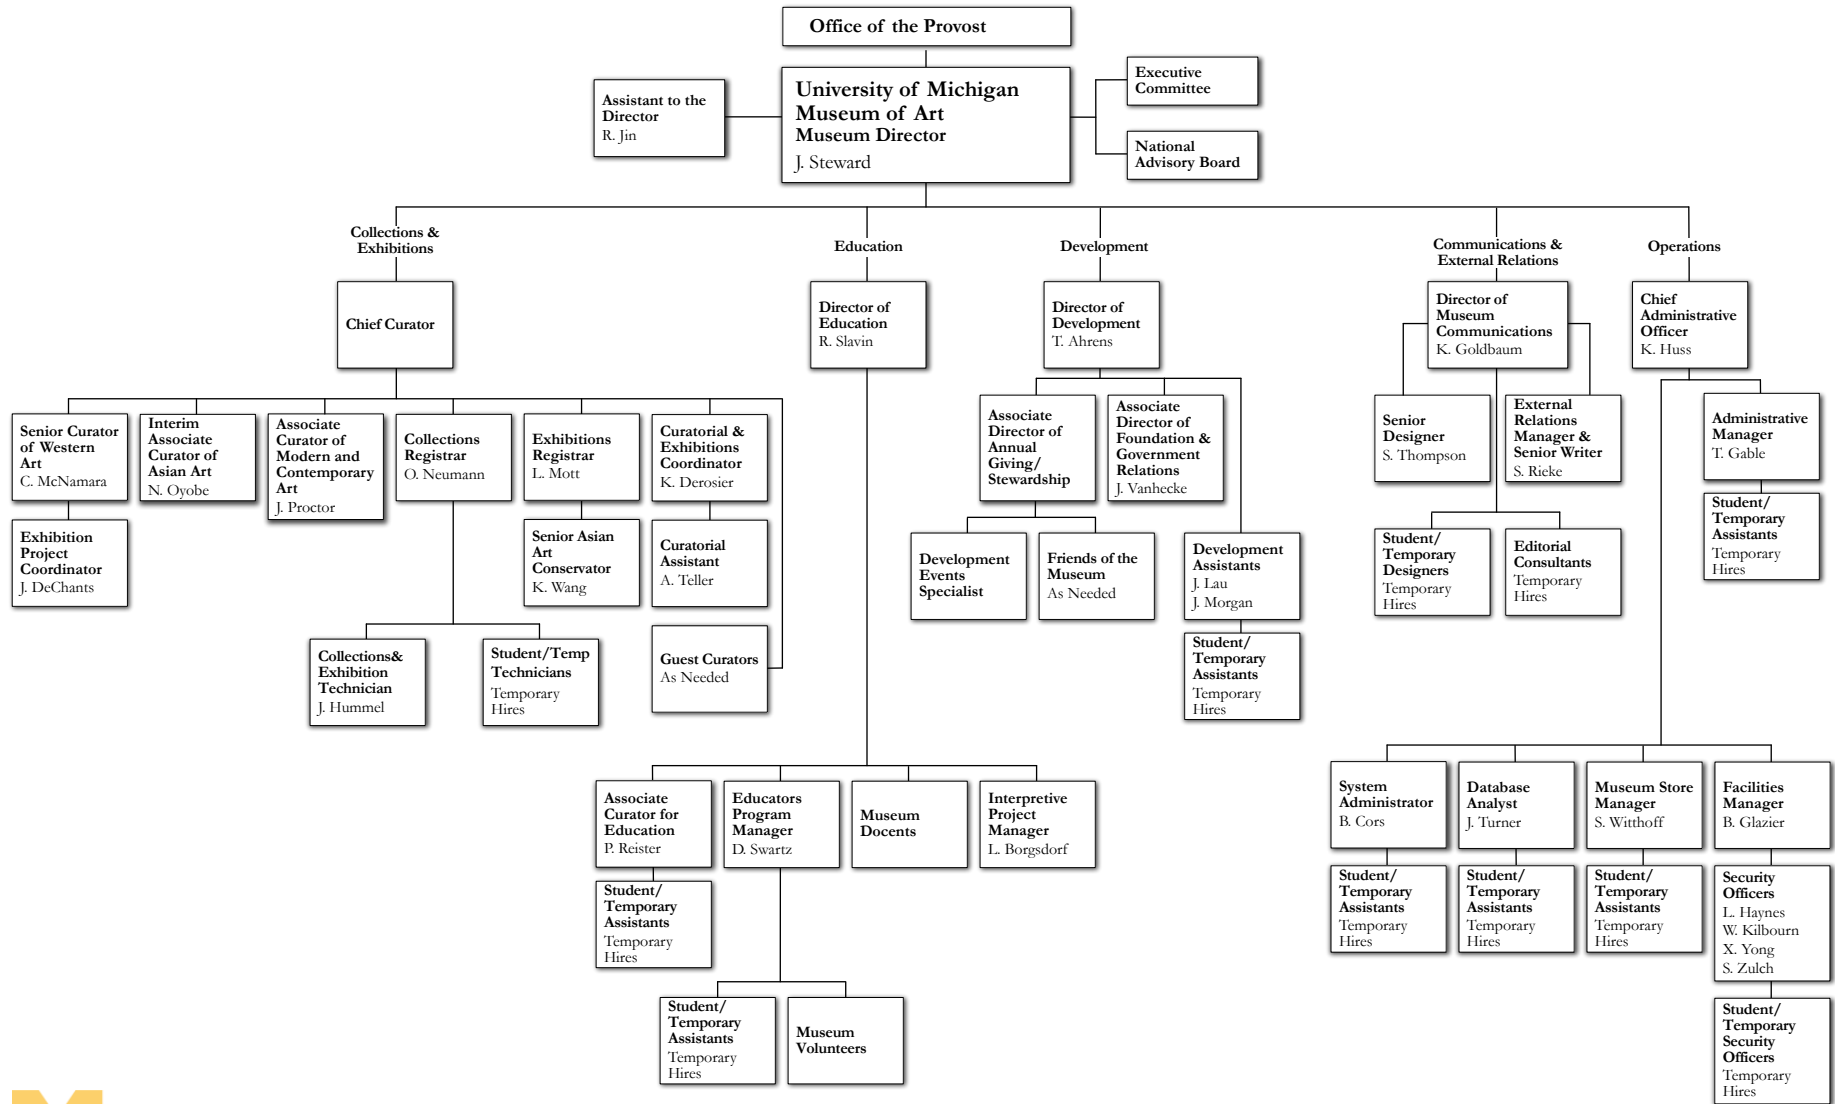 Office of the Provost
University of Michigan
Museum of Art
Museum Director
J. Steward
Assistant to the
Director
R. Jin
Executive
Committee
National
Advisory Board
Collections &
Exhibitions
Education
Development
Communications &
External Relations
Operations
Chief Curator
Director of
Education
R. Slavin
Director of
Development
T. Ahrens
Director of
Museum
Communications
K. Goldbaum
Chief
Administrative
Officer
K. Huss
Senior Curator
of Western
Art
C. McNamara
Interim
Associate
Curator of
Asian Art
N. Oyobe
Associate
Curator of
Modern and
Contemporary
Art
J. Proctor
Collections
Registrar
O. Neumann
Exhibitions
Registrar
L. Mott
Curatorial &
Exhibitions
Coordinator
K. Derosier
Associate
Director of
Annual
Giving/
Stewardship
Associate
Director of
Foundation &
Government
Relations
J. Vanhecke
Senior
Designer
S. Thompson
External
Relations
Manager &
Senior Writer
S. Rieke
Administrative
Manager
T. Gable
Exhibition
Project
Coordinator
J. DeChants
Senior Asian
Art
Conservator
K. Wang
Curatorial
Assistant
A. Teller
Development
Events
Specialist
Friends of the
Museum
As Needed
Development
Assistants
J. Lau
J. Morgan
Student/
Temporary
Designers
Temporary
Hires
Editorial
Consultants
Temporary
Hires
Student/
Temporary
Assistants
Temporary
Hires
Collections&
Exhibition
Technician
J. Hummel
Student/Temp
Technicians
Temporary
Hires
Guest Curators
As Needed
Student/
Temporary
Assistants
Temporary
Hires
Associate
Curator for
Education
P. Reister
Educators
Program
Manager
D. Swartz
Museum
Docents
Interpretive
Project
Manager
L. Borgsdorf
System
Administrator
B. Cors
Database
Analyst
J. Turner
Museum Store
Manager
S. Witthoff
Facilities
Manager
B. Glazier
Student/
Temporary
Assistants
Temporary
Hires
Student/
Temporary
Assistants
Temporary
Hires
Student/
Temporary
Assistants
Temporary
Hires
Student/
Temporary
Assistants
Temporary
Hires
Security
Officers
L. Haynes
W. Kilbourn
X. Yong
S. Zulch
Student/
Temporary
Assistants
Temporary
Hires
Museum
Volunteers
Student/
Temporary
Security
Officers
Temporary
Hires